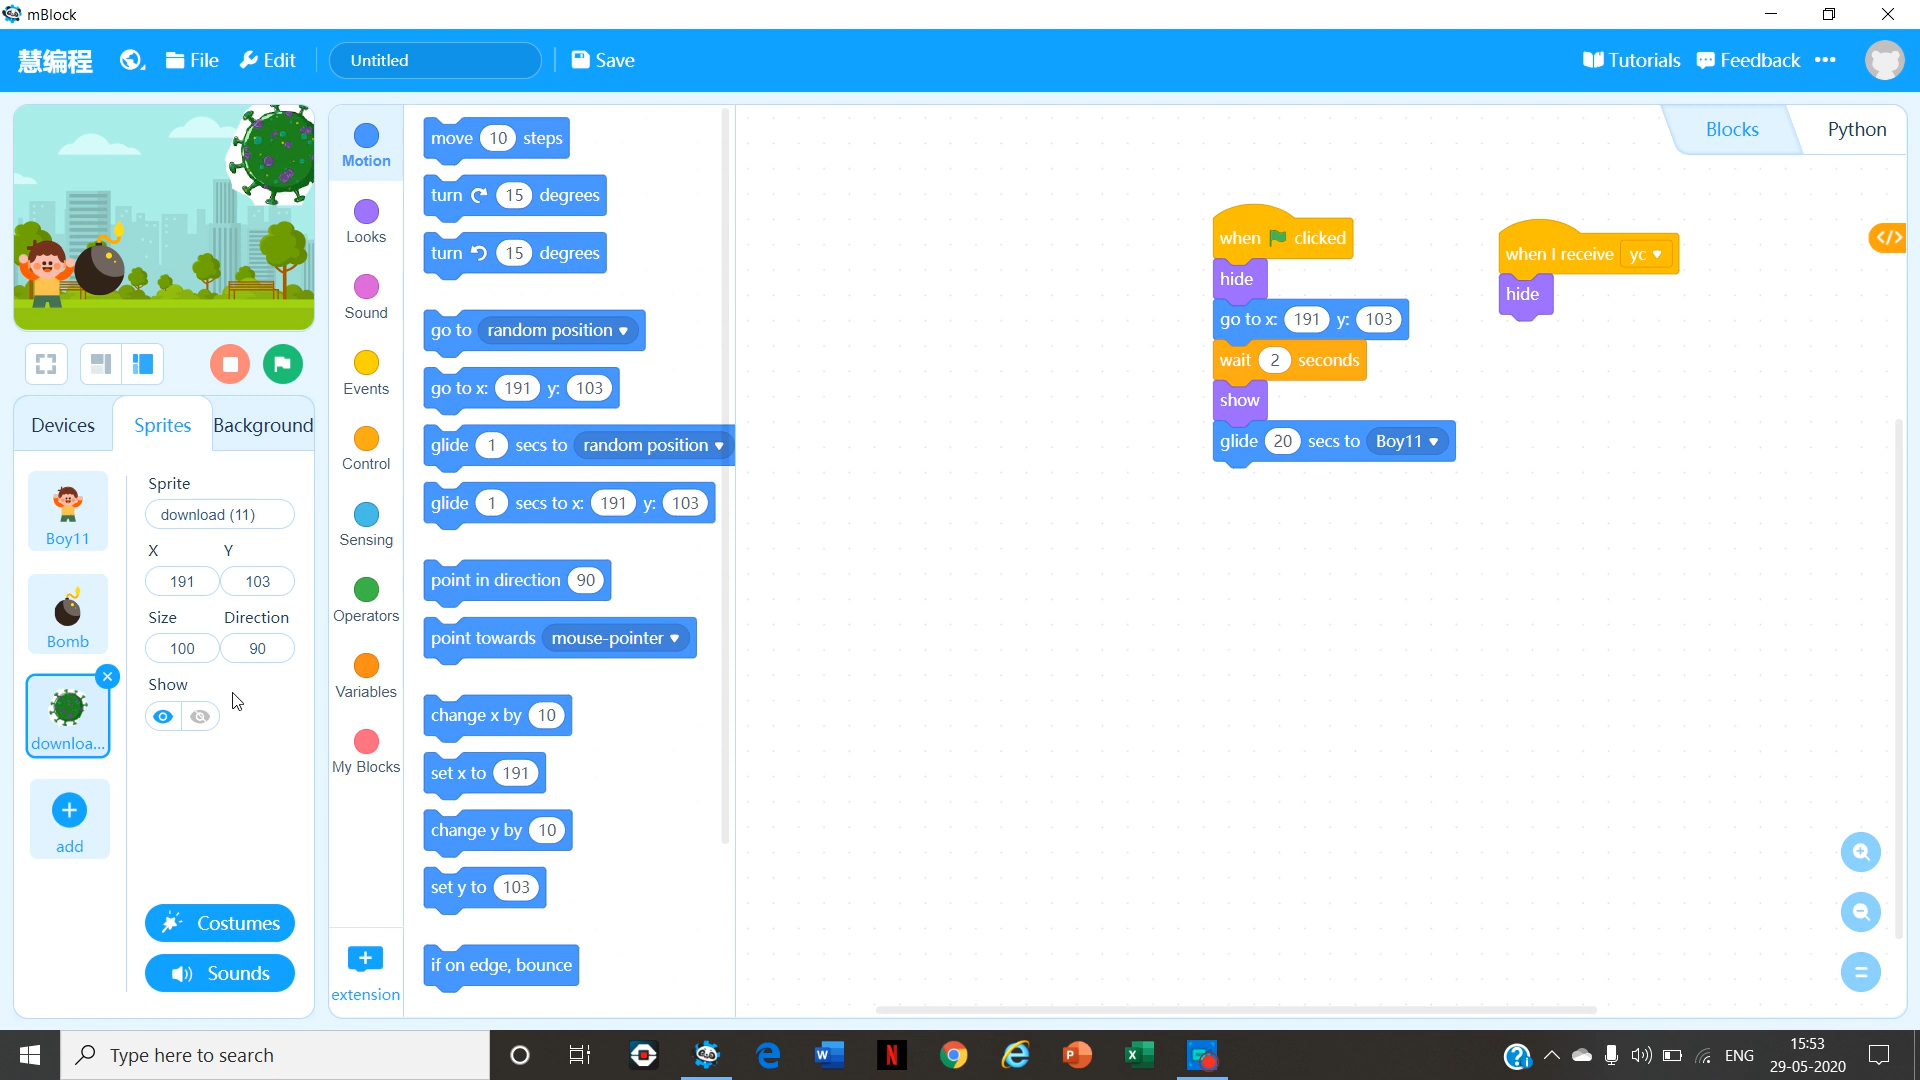 mBlock
慧编程
File
Edit
Untitled
Save
Tutorials
Feedback
•••
Devices
Sprites
Background
Boy11
Bomb
downloa...
add
Sprite
download (11)
X
Y
191
103
Size
Direction
100
90
Show
Costumes
Sounds
Motion
Looks
Sound
Events
Control
Sensing
Operators
Variables
My Blocks
extension
move 10 steps
turn 15 degrees
turn 15 degrees
go to random position
go to x: 191 y: 103
glide 1 secs to random position
glide 1 secs to x: 191 y: 103
point in direction 90
point towards mouse-pointer
change x by 10
set x to 191
change y by 10
set y to 103
if on edge, bounce
Blocks
Python
</>
when clicked
hide
go to x: 191 y: 103
wait 2 seconds
show
glide 20 secs to Boy11
when I receive yc
hide
Type here to search
ENG
15:53
29-05-2020